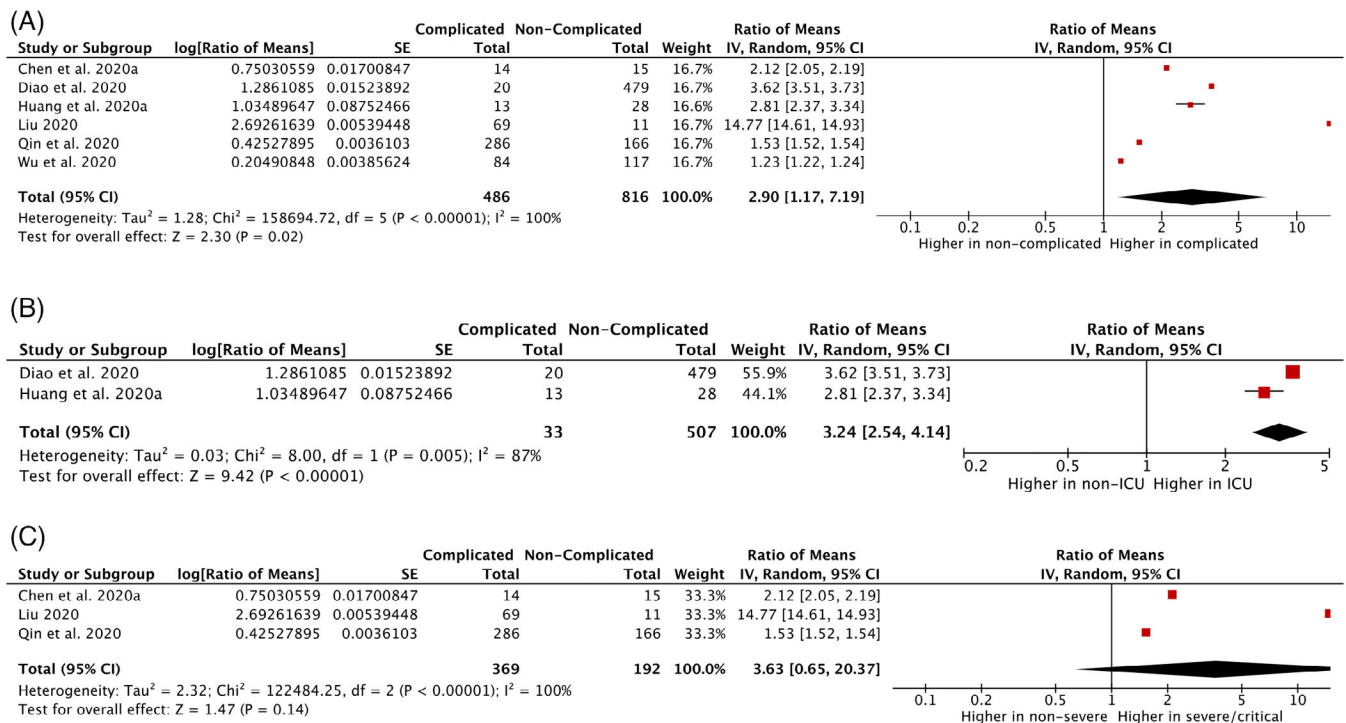 (A)
Complicated Non-Complicated Ratio of Means Ratio of Means
Study or Subgroup log[Ratio of Means] SE Total Total Weight IV, Random, 95% CI IV, Random, 95% CI
Chen et al. 2020a 0.75030559 0.01700847 14 15 16.7% 2.12 [2.05, 2.19]
Diao et al. 2020 1.2861085 0.01523892 20 479 16.7% 3.62 [3.51, 3.73]
Huang et al. 2020a 1.03489647 0.08752466 13 28 16.6% 2.81 [2.37, 3.34]
Liu 2020 2.69261639 0.00539448 69 11 16.7% 14.77 [14.61, 14.93]
Qin et al. 2020 0.42527895 0.0036103 286 166 16.7% 1.53 [1.52, 1.54]
Wu et al. 2020 0.20490848 0.00385624 84 117 16.7% 1.23 [1.22, 1.24]
Total (95% CI) 486 816 100.0% 2.90 [1.17, 7.19]
Heterogeneity: Tau² = 1.28; Chi² = 158694.72, df = 5 (P < 0.00001); I² = 100%
Test for overall effect: Z = 2.30 (P = 0.02)
0.1 0.2 0.5 1 2 5 10
Higher in non-complicated Higher in complicated
(B)
Complicated Non-Complicated Ratio of Means Ratio of Means
Study or Subgroup log[Ratio of Means] SE Total Total Weight IV, Random, 95% CI IV, Random, 95% CI
Diao et al. 2020 1.2861085 0.01523892 20 479 55.9% 3.62 [3.51, 3.73]
Huang et al. 2020a 1.03489647 0.08752466 13 28 44.1% 2.81 [2.37, 3.34]
Total (95% CI) 33 507 100.0% 3.24 [2.54, 4.14]
Heterogeneity: Tau² = 0.03; Chi² = 8.00, df = 1 (P = 0.005); I² = 87%
Test for overall effect: Z = 9.42 (P < 0.00001)
0.2 0.5 1 2 5
Higher in non-ICU Higher in ICU
(C)
Complicated Non-Complicated Ratio of Means Ratio of Means
Study or Subgroup log[Ratio of Means] SE Total Total Weight IV, Random, 95% CI IV, Random, 95% CI
Chen et al. 2020a 0.75030559 0.01700847 14 15 33.3% 2.12 [2.05, 2.19]
Liu 2020 2.69261639 0.00539448 69 11 33.3% 14.77 [14.61, 14.93]
Qin et al. 2020 0.42527895 0.0036103 286 166 33.3% 1.53 [1.52, 1.54]
Total (95% CI) 369 192 100.0% 3.63 [0.65, 20.37]
Heterogeneity: Tau² = 2.32; Chi² = 122484.25, df = 2 (P < 0.00001); I² = 100%
Test for overall effect: Z = 1.47 (P = 0.14)
0.1 0.2 0.5 1 2 5 10
Higher in non-severe Higher in severe/critical